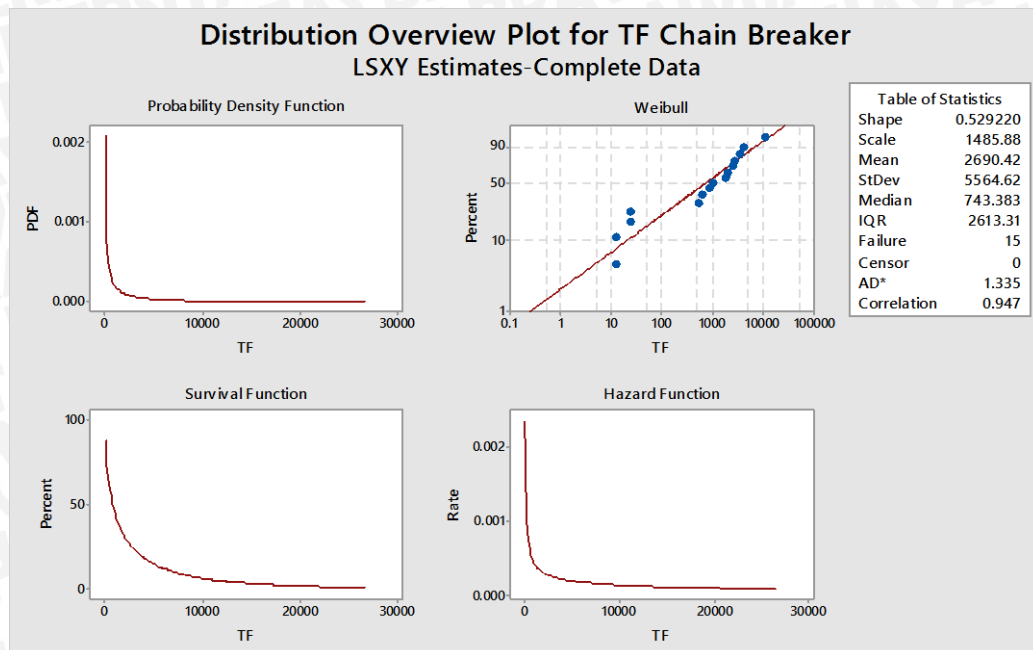 Distribution Overview Plot for TF Chain Breaker
LSXY Estimates-Complete Data
Probability Density Function
0.002
0.001
0.000
PDF
0 10000 20000 30000
TF
Weibull
90
50
10
1
Percent
0.1 1 10 100 1000 10000 100000
TF
Table of Statistics
Shape 0.529220
Scale 1485.88
Mean 2690.42
StDev 5564.62
Median 743.383
IQR 2613.31
Failure 15
Censor 0
AD* 1.335
Correlation 0.947
Survival Function
100
50
0
Percent
0 10000 20000 30000
TF
Hazard Function
0.002
0.001
0.000
Rate
0 10000 20000 30000
TF